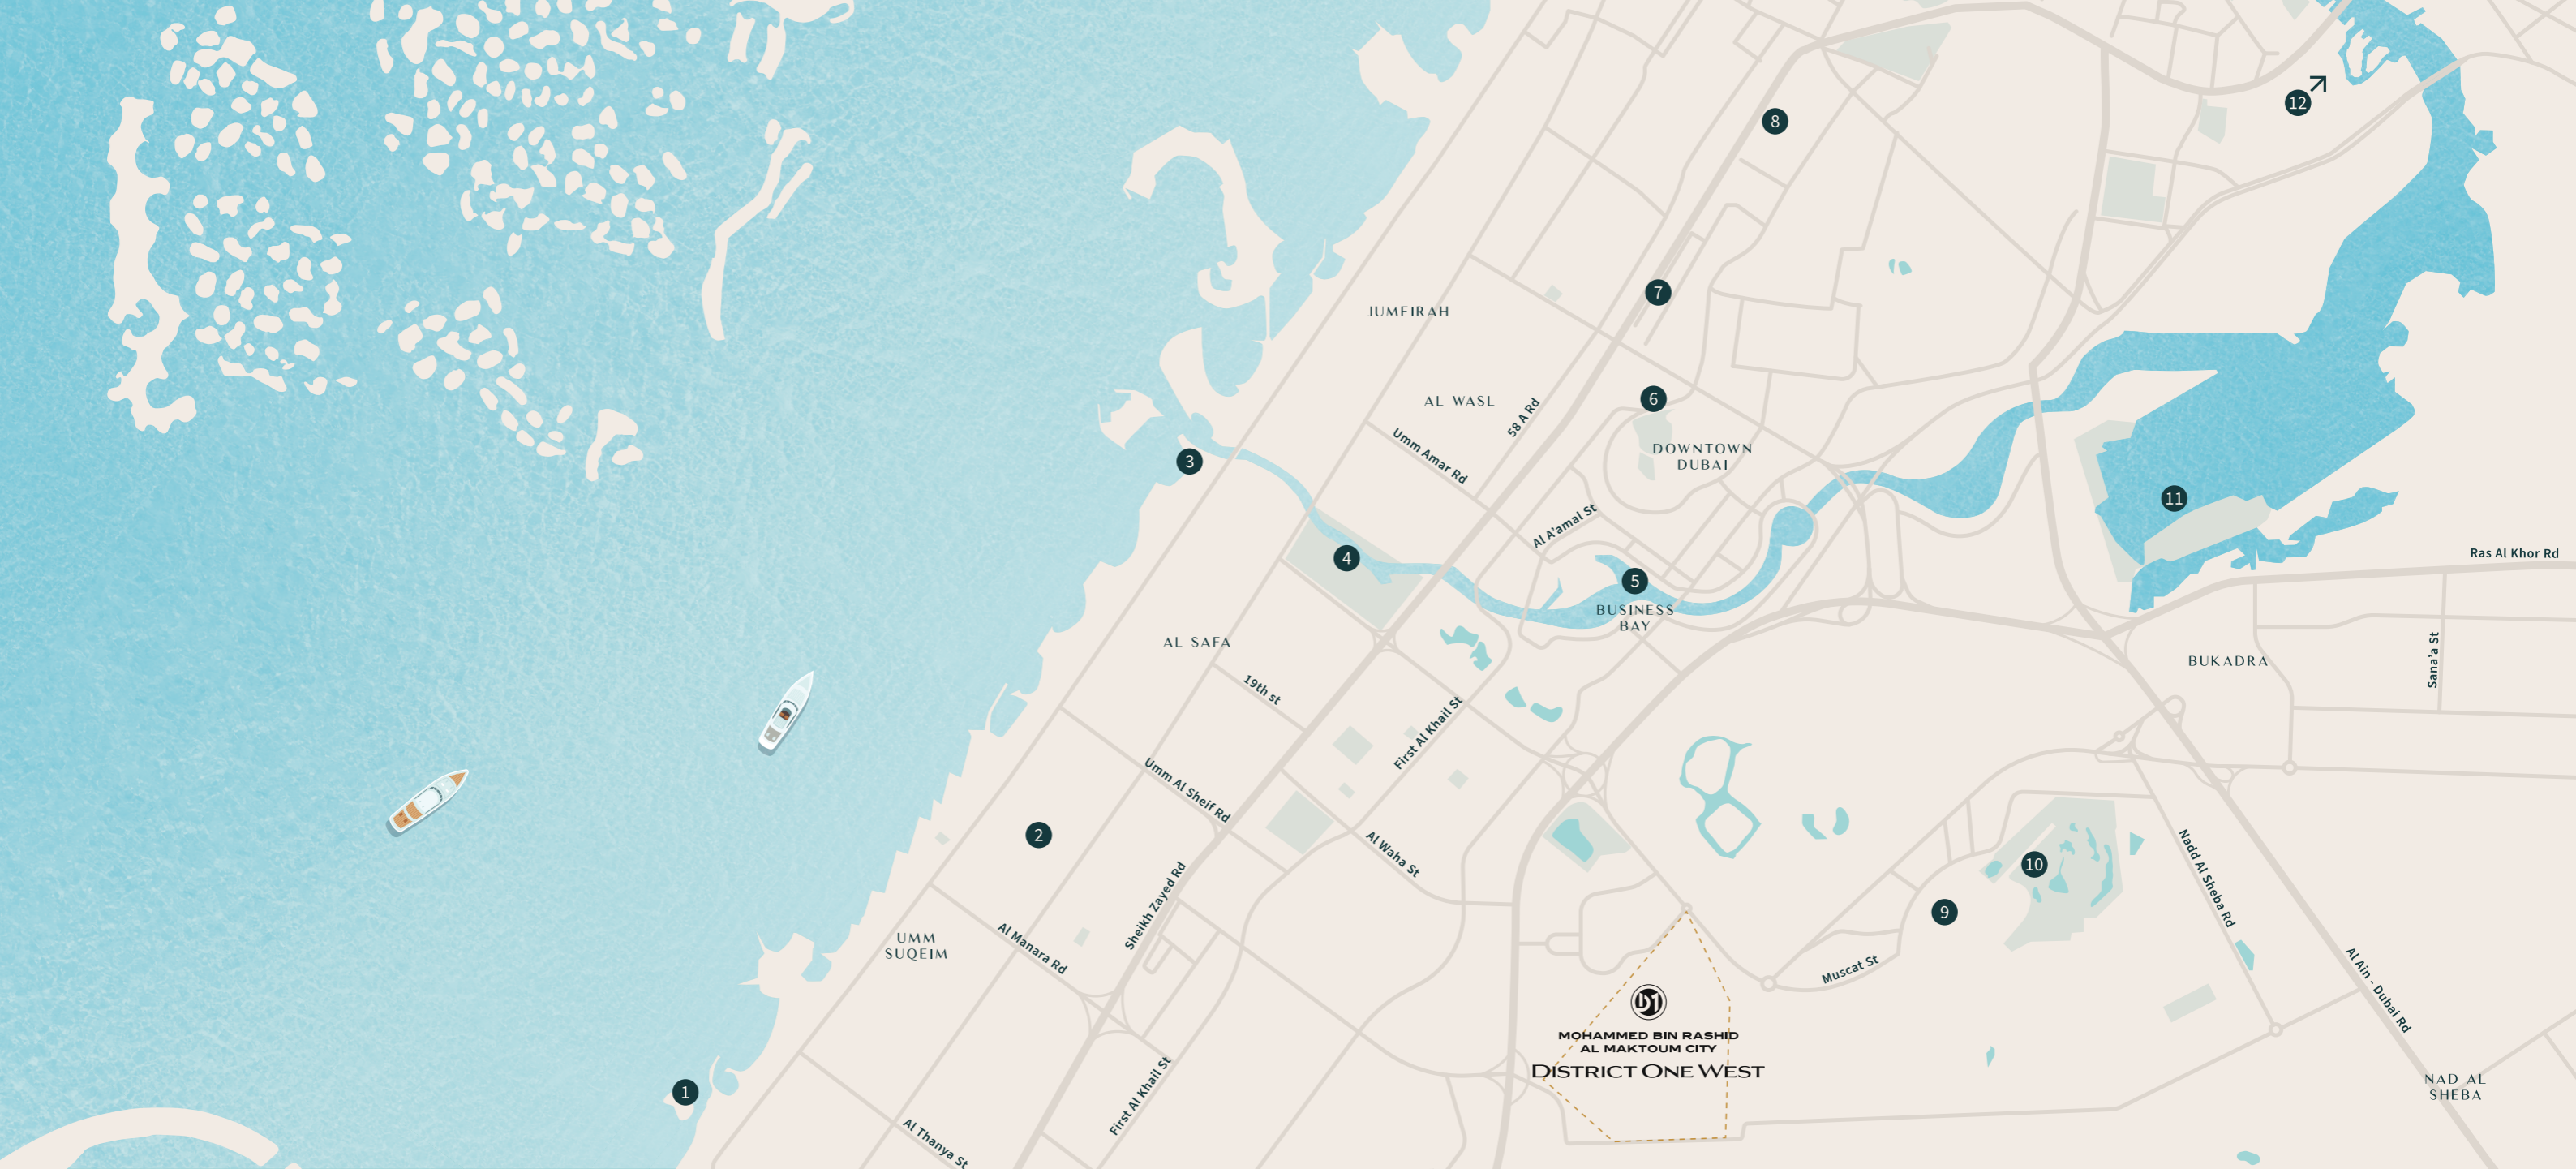 12
8
7
JUMEIRAH
6
AL WASL
58 A Rd
Umm Amar Rd
DOWNTOWN
DUBAI
3
11
Al A'amal St
4
Ras Al Khor Rd
5
BUSINESS
BAY
AL SAFA
Sana'a St
BUKADRA
19th st
First Al Khail St
Umm Al Sheif Rd
2
Al Waha St
10
Nadd Al Sheba Rd
Sheikh Zayed Rd
9
UMM
SUQEIM
Al Manara Rd
Muscat St
Al Ain - Dubai Rd
D1
MOHAMMED BIN RASHID
AL MAKTOUM CITY
DISTRICT ONE WEST
NAD AL
SHEBA
1
First Al Khail St
Al Thanya St